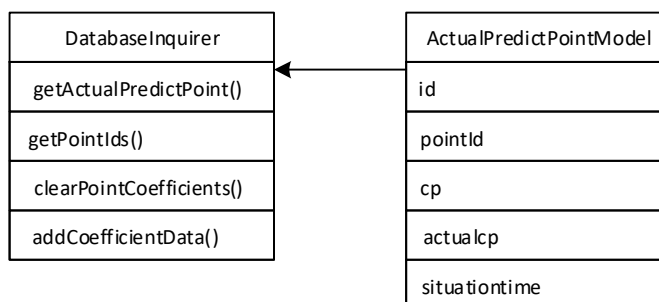 DatabaseInquirer
getActualPredictPoint()
getPointIds()
clearPointCoefficients()
addCoefficientData()
ActualPredictPointModel
id
pointId
cp
actualcp
situationtime